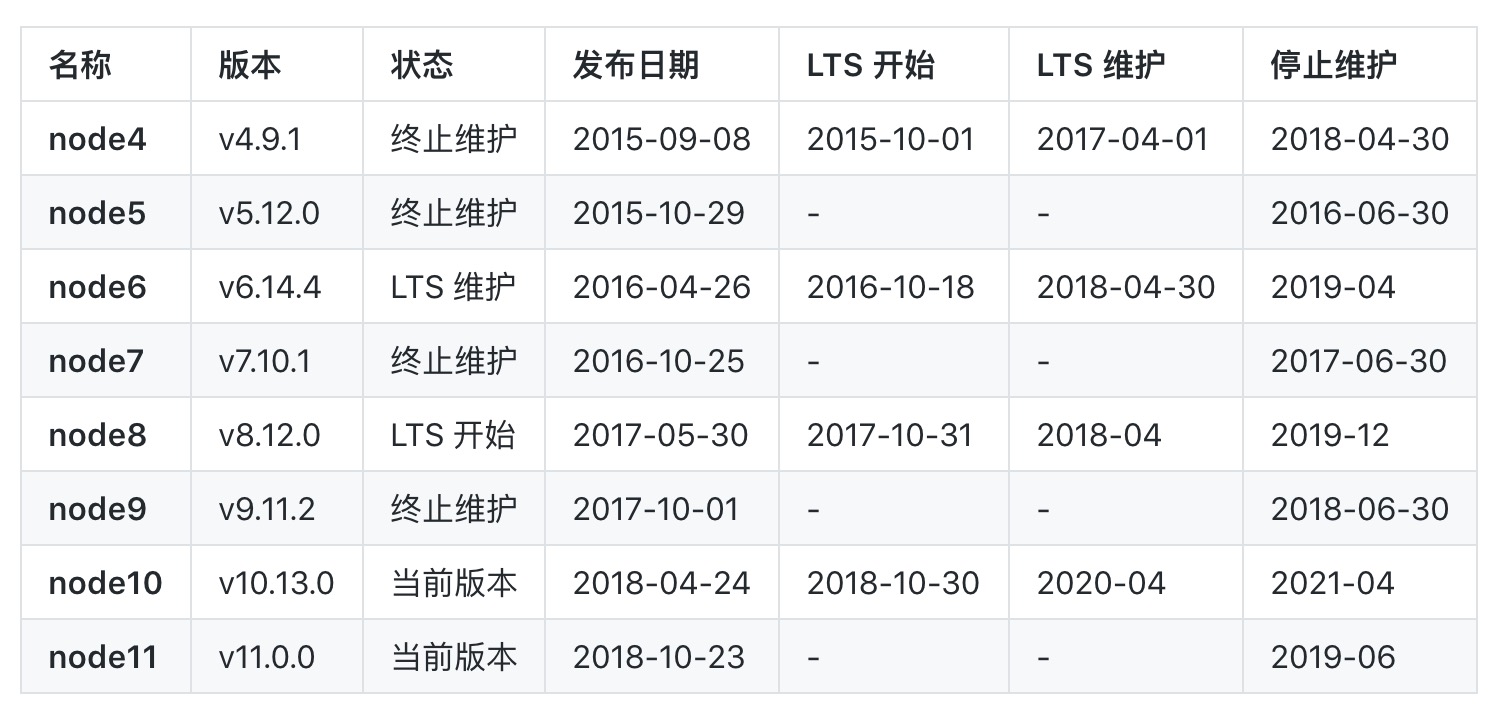 名称 版本 状态 发布日期 LTS 开始 LTS 维护 停止维护
node4 v4.9.1 终止维护 2015-09-08 2015-10-01 2017-04-01 2018-04-30
node5 v5.12.0 终止维护 2015-10-29 - - 2016-06-30
node6 v6.14.4 LTS 维护 2016-04-26 2016-10-18 2018-04-30 2019-04
node7 v7.10.1 终止维护 2016-10-25 - - 2017-06-30
node8 v8.12.0 LTS 开始 2017-05-30 2017-10-31 2018-04 2019-12
node9 v9.11.2 终止维护 2017-10-01 - - 2018-06-30
node10 v10.13.0 当前版本 2018-04-24 2018-10-30 2020-04 2021-04
node11 v11.0.0 当前版本 2018-10-23 - - 2019-06